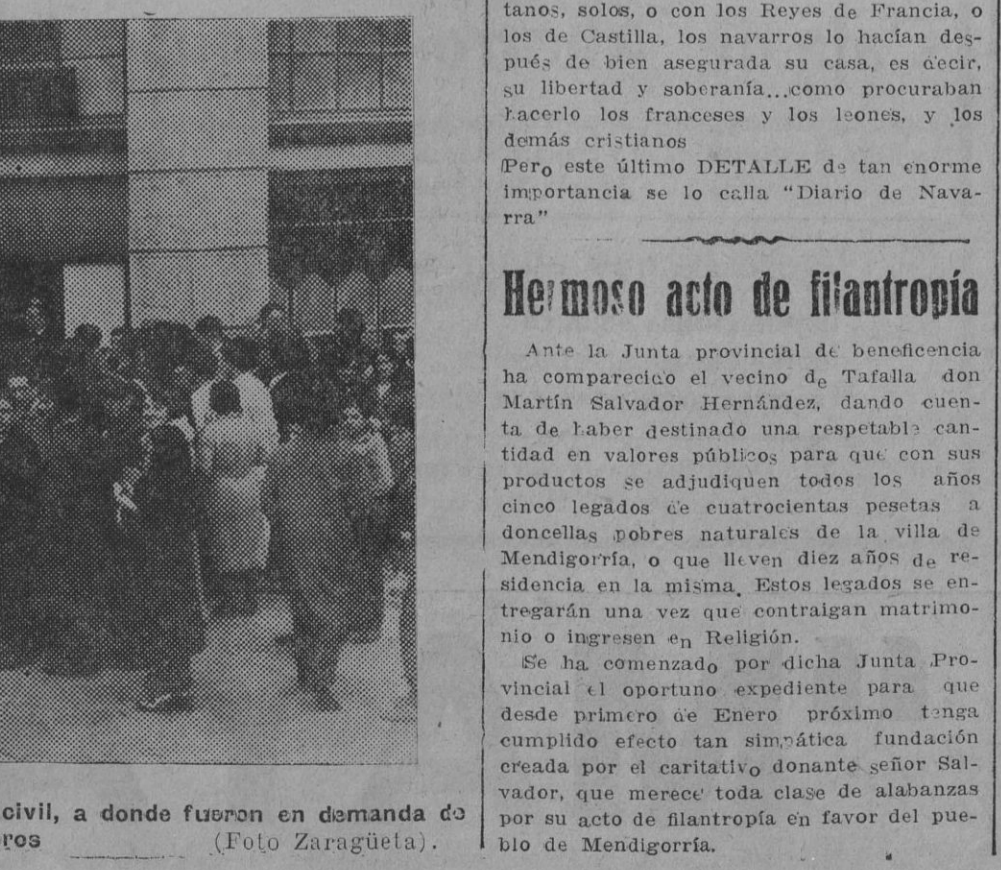 civil, a donde fueron en demanda de
ros
(Foto Zaragüeta).
tanos, solos, o con los Reyes de Francia, o
los de Castilla, los navarros lo hacían des-
pués de bien asegurada su casa, es decir,
su libertad y soberanía...como procuraban
hacerlo los franceses y los leones, y los
demás cristianos
Pero este último DETALLE de tan enorme
importancia se lo calla "Diario de Nava-
rra"
Hermoso acto de filantropía
Ante la Junta provincial de beneficencia
ha comparecido el vecino de Tafalla don
Martín Salvador Hernández, dando cuen-
ta de haber destinado una respetable can-
tidad en valores públicos para que con sus
productos se adjudiquen todos los años
cinco legados de cuatrocientas pesetas a
doncellas pobres naturales de la villa de
Mendigorría, o que lleven diez años de re-
sidencia en la misma. Estos legados se en-
tregarán una vez que contraigan matrimo-
nio o ingresen en Religión.
Se ha comenzado por dicha Junta Pro-
vincial el oportuno expediente para que
desde primero de Enero próximo tenga
cumplido efecto tan simpática fundación
creada por el caritativo donante señor Sal-
vador, que merece toda clase de alabanzas
por su acto de filantropía en favor del pue-
blo de Mendigorría.